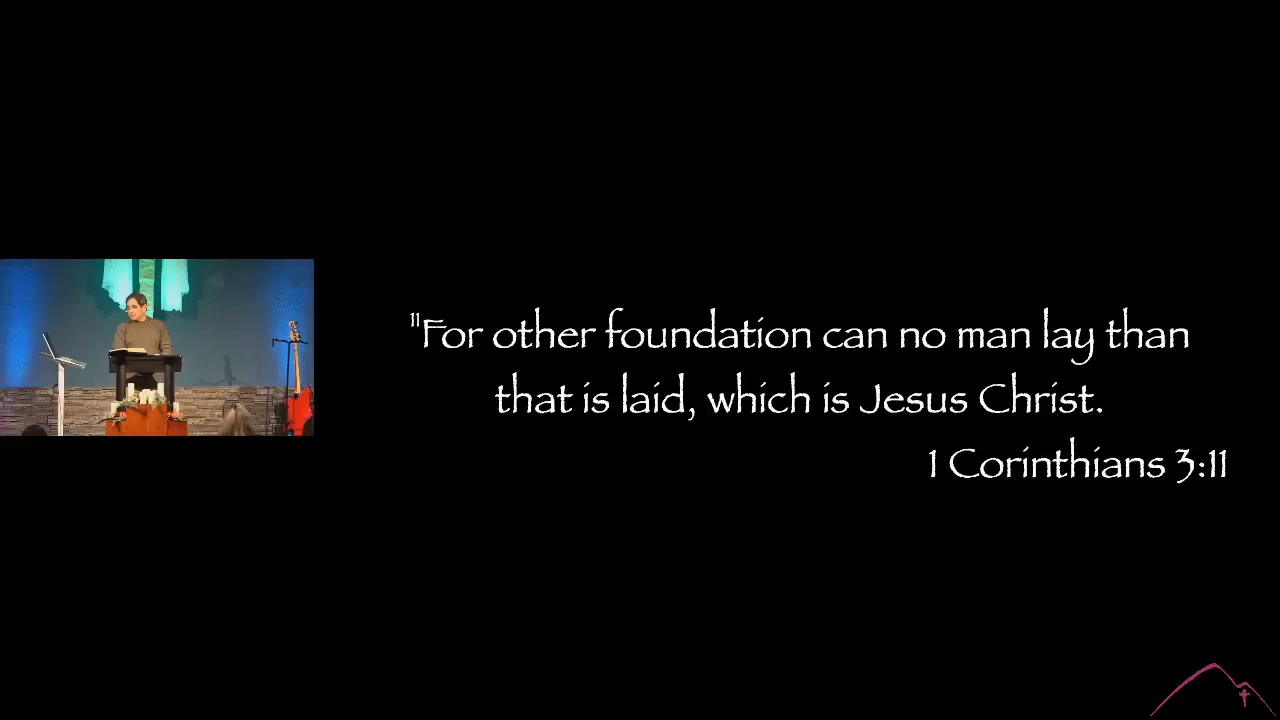 "For other foundation can no man lay than
that is laid, which is Jesus Christ.
1 Corinthians 3:11